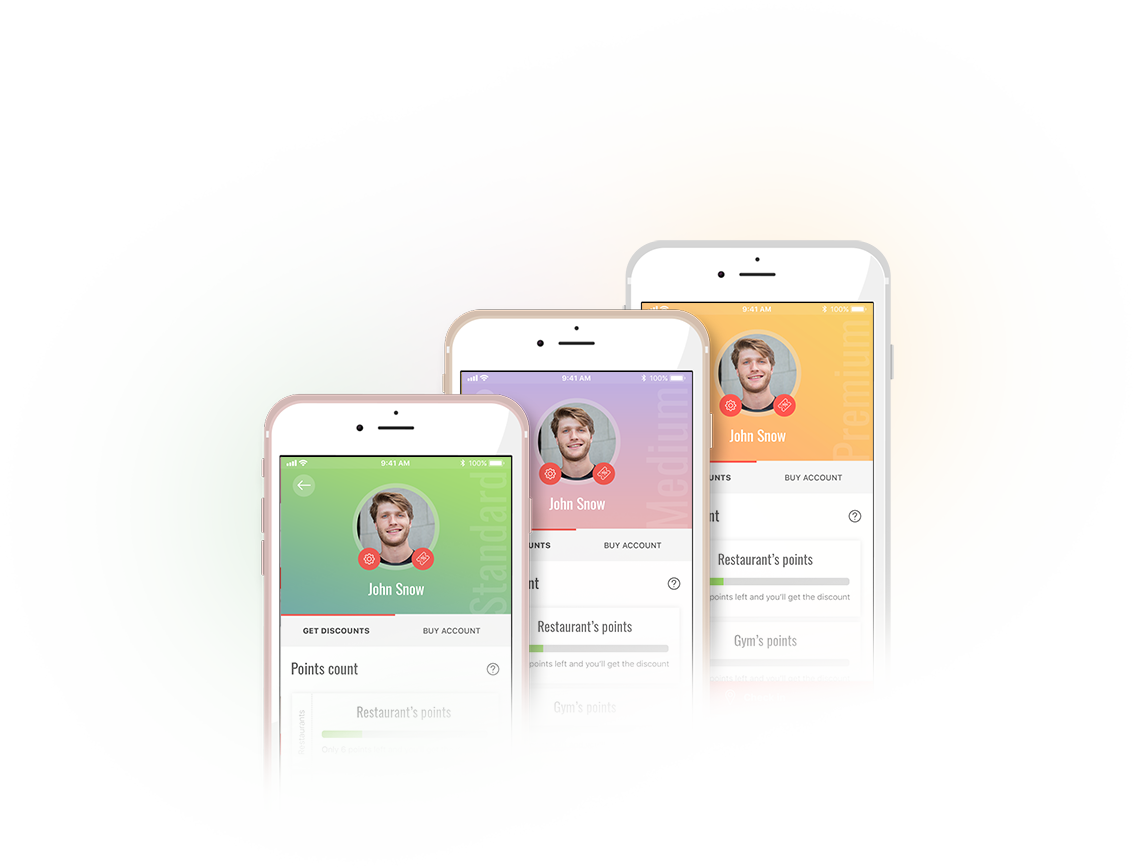 9:41 AM
100%
Standard
John Snow
GET DISCOUNTS
BUY ACCOUNT
Points count
?
Restaurants
Restaurant's points
9:41 AM
100%
Medium
John Snow
UNTS
BUY ACCOUNT
nt
?
Restaurant's points
points left and you'll get the discount
Gym's points
9:41 AM
100%
Premium
John Snow
UNTS
BUY ACCOUNT
nt
?
Restaurant's points
points left and you'll get the discount
Gym's points